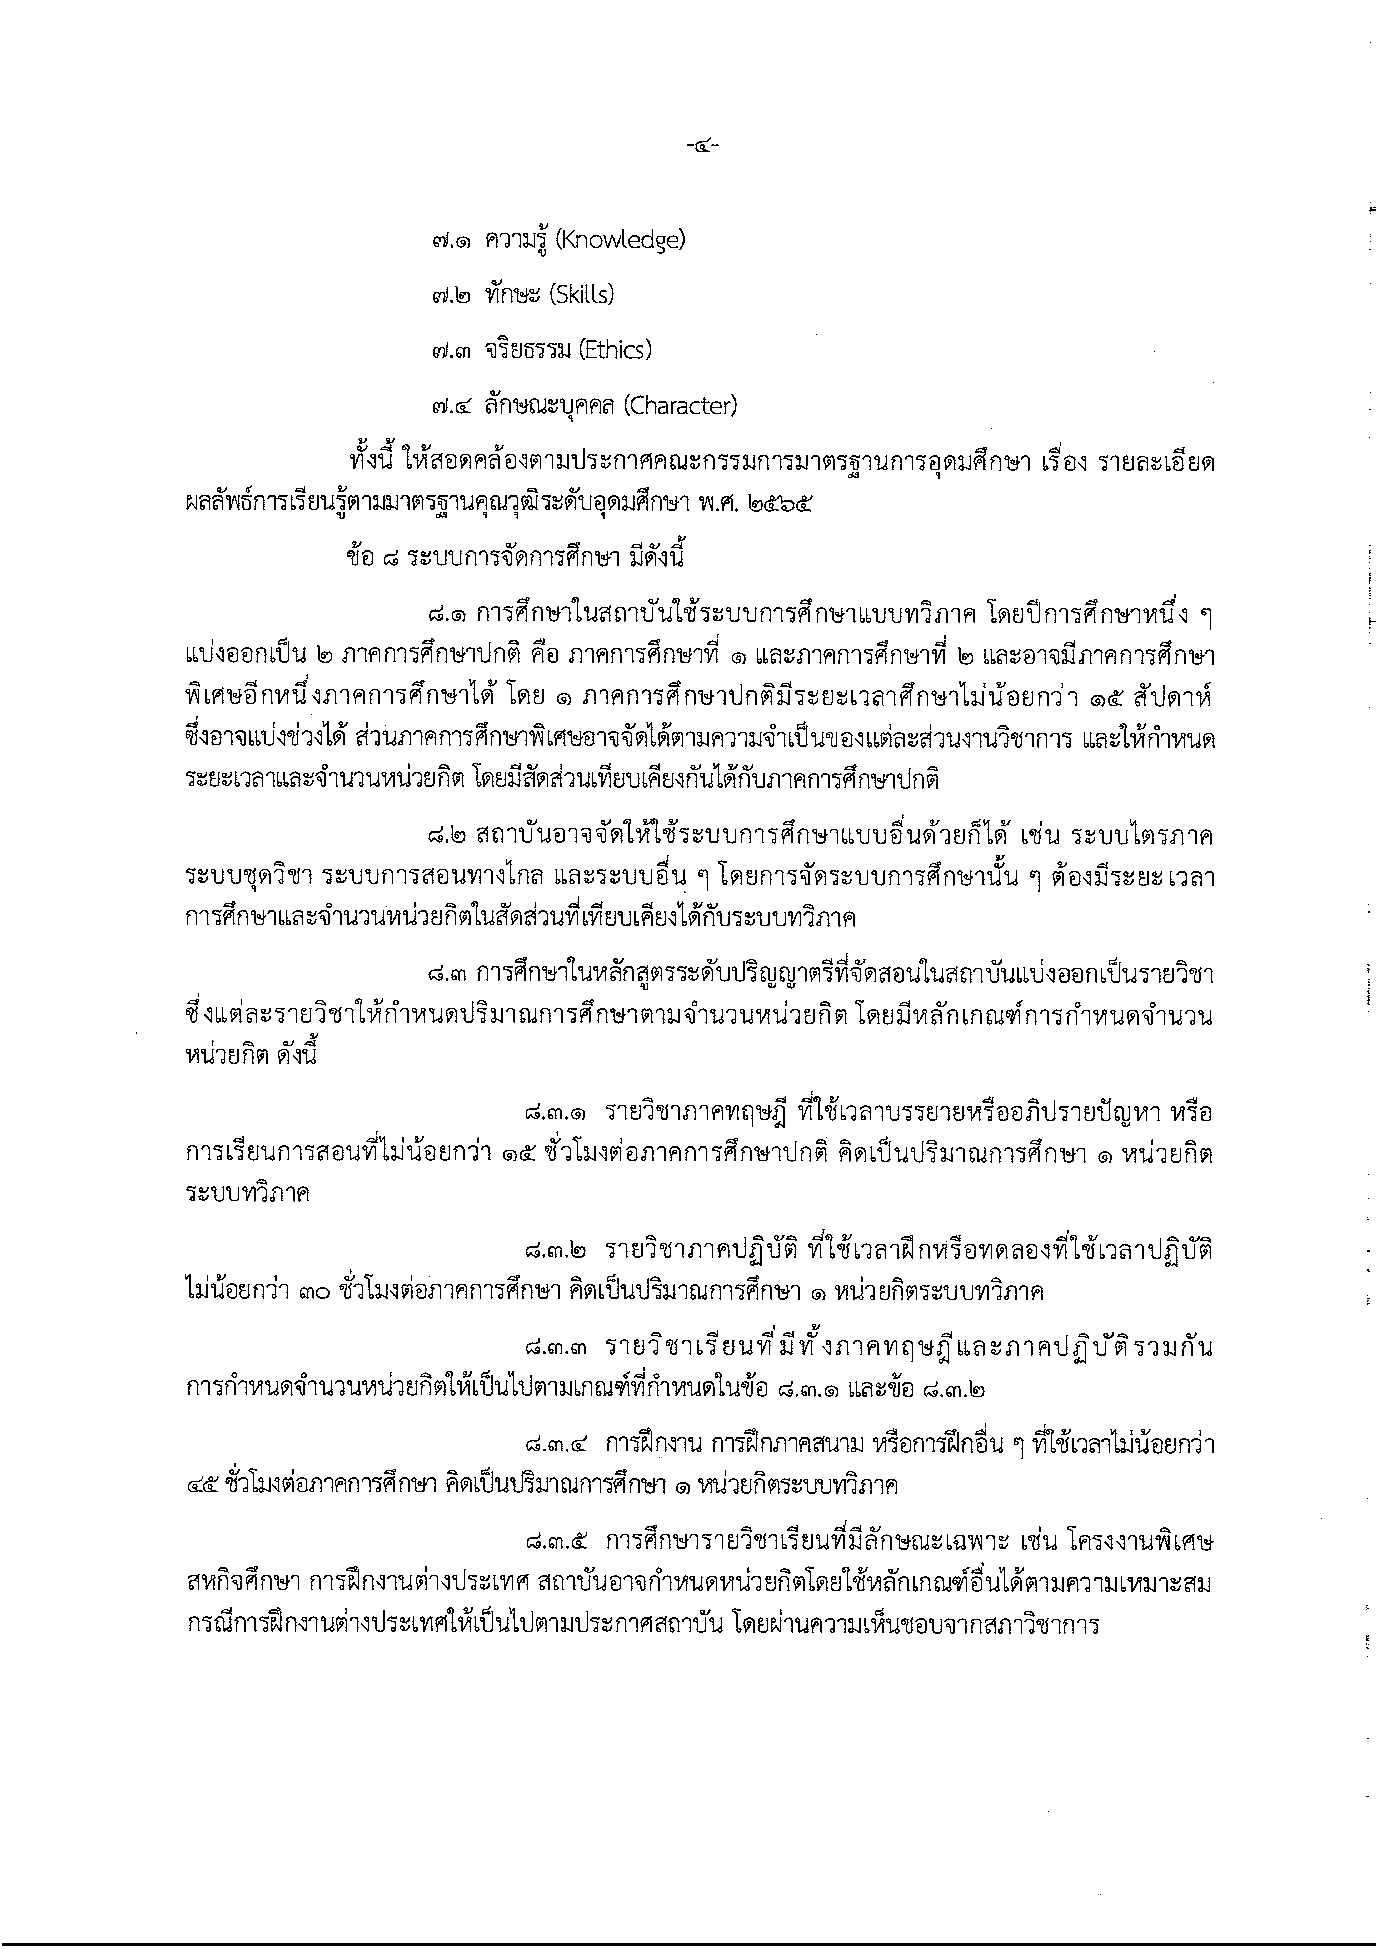 -๔-
๗.๑ ความรู้ (Knowledge)
๗.๒ ทักษะ (Skills)
๗.๓ จริยธรรม (Ethics)
๗.๔ ลักษณะบุคคล (Character)
ทั้งนี้ ให้สอดคล้องตามประกาศคณะกรรมการมาตรฐานการอุดมศึกษา เรื่อง รายละเอียด
ผลลัพธ์การเรียนรู้ตามมาตรฐานคุณวุฒิระดับอุดมศึกษา พ.ศ. ๒๕๖๕
ข้อ ๘ ระบบการจัดการศึกษา มีดังนี้
๘.๑ การศึกษาในสถาบันใช้ระบบการศึกษาแบบทวิภาค โดยปีการศึกษาหนึ่ง ๆ
แบ่งออกเป็น ๒ ภาคการศึกษาปกติ คือ ภาคการศึกษาที่ ๑ และภาคการศึกษาที่ ๒ และอาจมีภาคการศึกษา
พิเศษอีกหนึ่งภาคการศึกษาได้ โดย ๑ ภาคการศึกษาปกติมีระยะเวลาศึกษาไม่น้อยกว่า ๑๕ สัปดาห์
ซึ่งอาจแบ่งช่วงได้ ส่วนภาคการศึกษาพิเศษอาจจัดได้ตามความจำเป็นของแต่ละส่วนงานวิชาการ และให้กำหนด
ระยะเวลาและจำนวนหน่วยกิต โดยมีสัดส่วนเทียบเคียงกันได้กับภาคการศึกษาปกติ
๘.๒ สถาบันอาจจัดให้ใช้ระบบการศึกษาแบบอื่นด้วยก็ได้ เช่น ระบบไตรภาค
ระบบชุดวิชา ระบบการสอนทางไกล และระบบอื่น ๆ โดยการจัดระบบการศึกษานั้น ๆ ต้องมีระยะเวลา
การศึกษาและจำนวนหน่วยกิตในสัดส่วนที่เทียบเคียงได้กับระบบทวิภาค
๘.๓ การศึกษาในหลักสูตรระดับปริญญาตรีที่จัดสอนในสถาบันแบ่งออกเป็นรายวิชา
ซึ่งแต่ละรายวิชาให้กำหนดปริมาณการศึกษาตามจำนวนหน่วยกิต โดยมีหลักเกณฑ์การกำหนดจำนวน
หน่วยกิต ดังนี้
๘.๓.๑ รายวิชาภาคทฤษฎี ที่ใช้เวลาบรรยายหรืออภิปรายปัญหา หรือ
การเรียนการสอนที่ไม่น้อยกว่า ๑๕ ชั่วโมงต่อภาคการศึกษาปกติ คิดเป็นปริมาณการศึกษา ๑ หน่วยกิต
ระบบทวิภาค
๘.๓.๒ รายวิชาภาคปฏิบัติ ที่ใช้เวลาฝึกหรือทดลองที่ใช้เวลาปฏิบัติ
ไม่น้อยกว่า ๓๐ ชั่วโมงต่อภาคการศึกษา คิดเป็นปริมาณการศึกษา ๑ หน่วยกิตระบบทวิภาค
๘.๓.๓ รายวิชาเรียนที่มีทั้งภาคทฤษฎีและภาคปฏิบัติรวมกัน
การกำหนดจำนวนหน่วยกิตให้เป็นไปตามเกณฑ์ที่กำหนดในข้อ ๘.๓.๑ และข้อ ๘.๓.๒
๘.๓.๔ การฝึกงาน การฝึกภาคสนาม หรือการฝึกอื่น ๆ ที่ใช้เวลาไม่น้อยกว่า
๔๕ ชั่วโมงต่อภาคการศึกษา คิดเป็นปริมาณการศึกษา ๑ หน่วยกิตระบบทวิภาค
๘.๓.๕ การศึกษารายวิชาเรียนที่มีลักษณะเฉพาะ เช่น โครงงานพิเศษ
สหกิจศึกษา การฝึกงานต่างประเทศ สถาบันอาจกำหนดหน่วยกิตโดยใช้หลักเกณฑ์อื่นได้ตามความเหมาะสม
กรณีการฝึกงานต่างประเทศให้เป็นไปตามประกาศสถาบัน โดยผ่านความเห็นชอบจากสภาวิชาการ